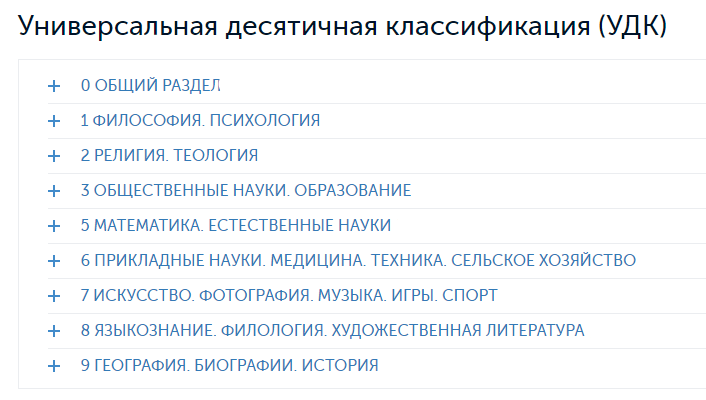 Универсальная десятичная классификация (УДК)
0 ОБЩИЙ РАЗДЕЛ
1 ФИЛОСОФИЯ. ПСИХОЛОГИЯ
2 РЕЛИГИЯ. ТЕОЛОГИЯ
3 ОБЩЕСТВЕННЫЕ НАУКИ. ОБРАЗОВАНИЕ
5 МАТЕМАТИКА. ЕСТЕСТВЕННЫЕ НАУКИ
6 ПРИКЛАДНЫЕ НАУКИ. МЕДИЦИНА. ТЕХНИКА. СЕЛЬСКОЕ ХОЗЯЙСТВО
7 ИСКУССТВО. ФОТОГРАФИЯ. МУЗЫКА. ИГРЫ. СПОРТ
8 ЯЗЫКОЗНАНИЕ. ФИЛОЛОГИЯ. ХУДОЖЕСТВЕННАЯ ЛИТЕРАТУРА
9 ГЕОГРАФИЯ. БИОГРАФИИ. ИСТОРИЯ